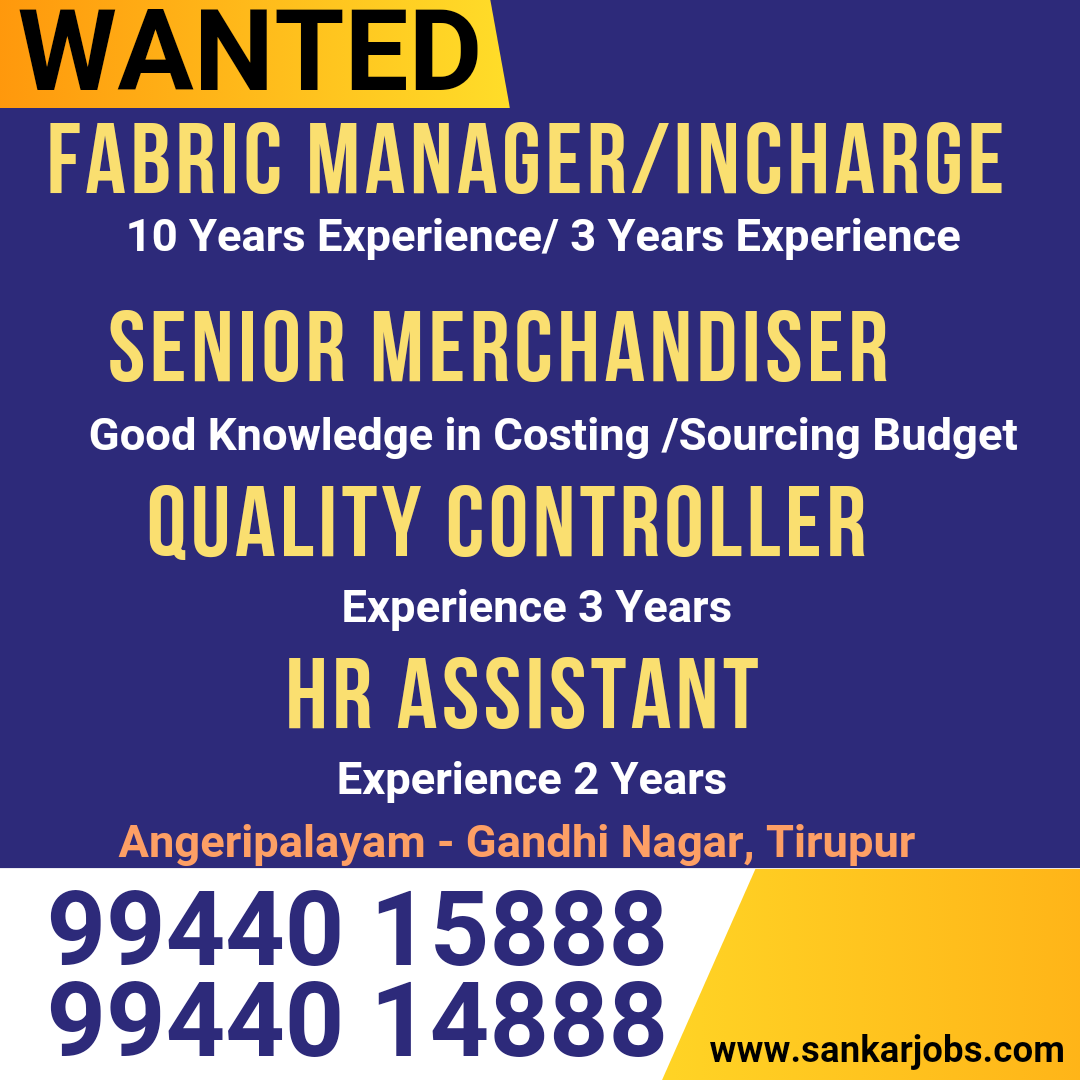 WANTED
FABRIC MANAGER/INCHARGE
10 Years Experience/ 3 Years Experience
SENIOR MERCHANDISER
Good Knowledge in Costing /Sourcing Budget
QUALITY CONTROLLER
Experience 3 Years
HR ASSISTANT
Experience 2 Years
Angeripalayam - Gandhi Nagar, Tirupur
99440 15888
99440 14888
www.sankarjobs.com